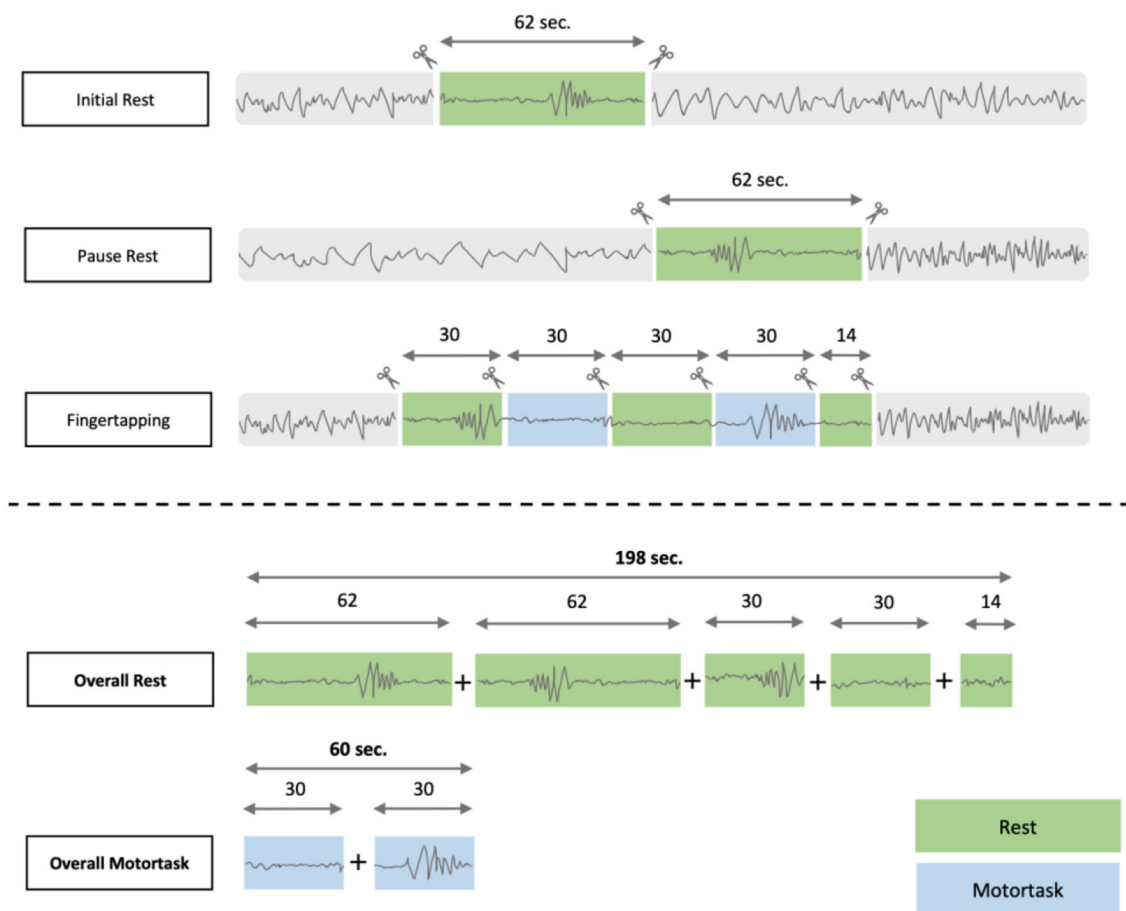 62 sec.
Initial Rest
62 sec.
Pause Rest
30 30 30 30 14
Fingertapping
198 sec.
62 62 30 30 14
Overall Rest + + + +
60 sec.
30 30
Overall Motortask +
Rest
Motortask